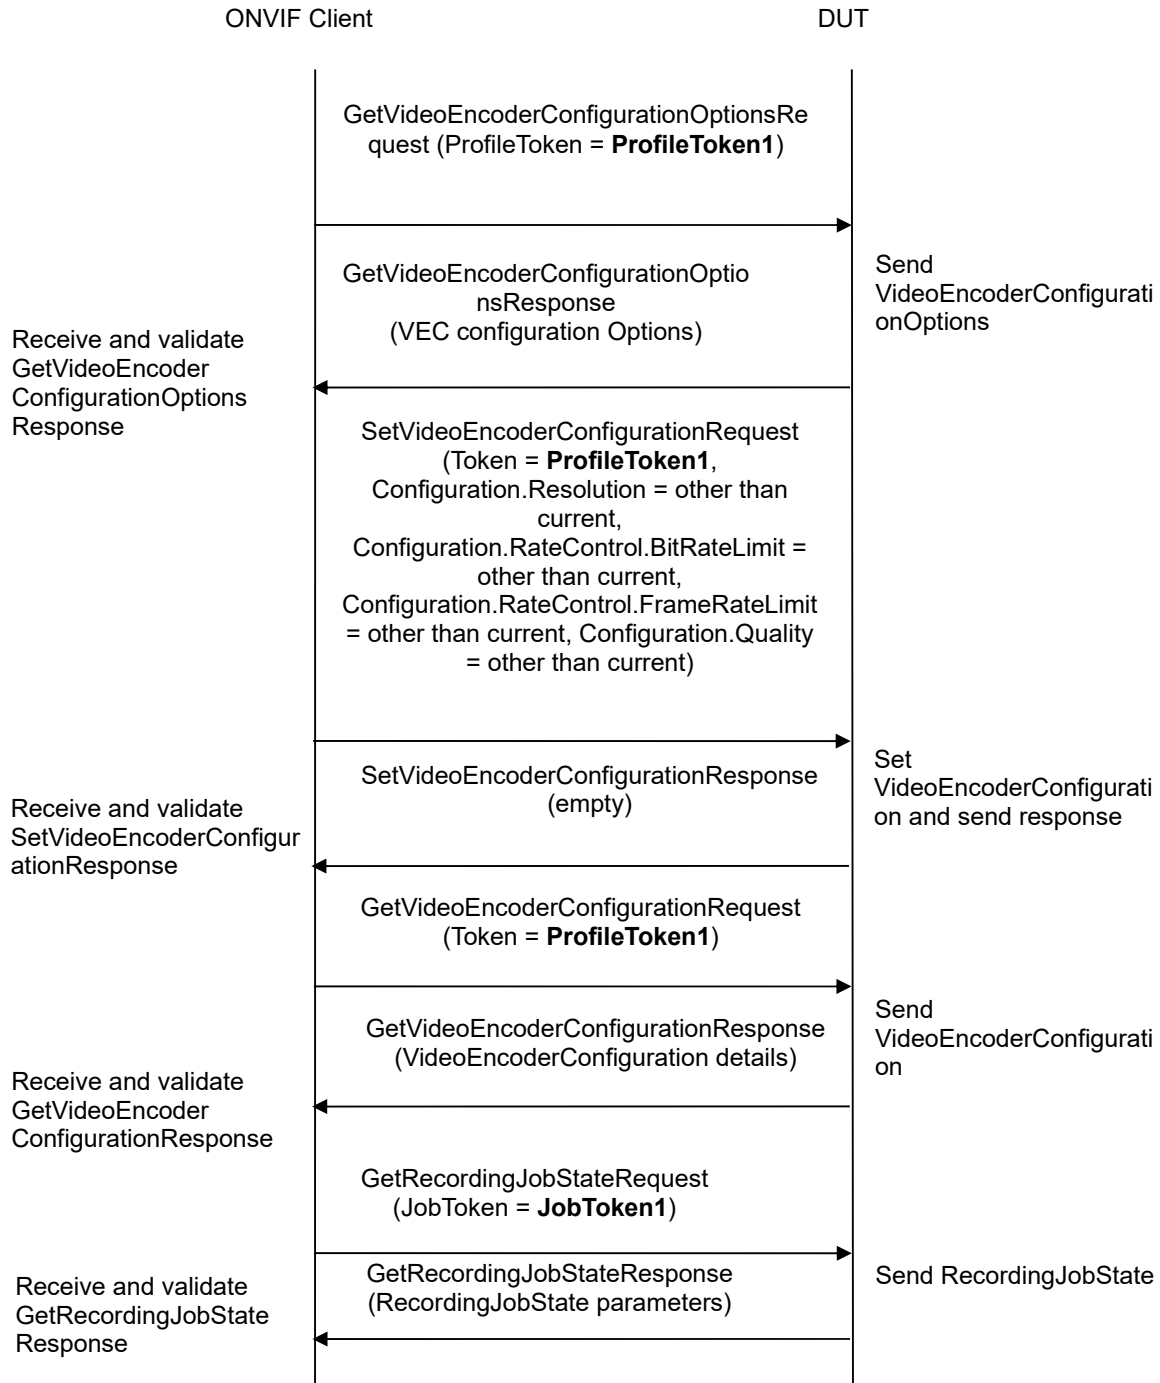 ONVIF Client
DUT
GetVideoEncoderConfigurationOptionsRe
quest (ProfileToken = ProfileToken1)
Send
VideoEncoderConfigurati
onOptions
GetVideoEncoderConfigurationOptio
nsResponse
(VEC configuration Options)
Receive and validate
GetVideoEncoder
ConfigurationOptions
Response
SetVideoEncoderConfigurationRequest
(Token = ProfileToken1,
Configuration.Resolution = other than
current,
Configuration.RateControl.BitRateLimit =
other than current,
Configuration.RateControl.FrameRateLimit
= other than current, Configuration.Quality
= other than current)
Set
VideoEncoderConfigurati
on and send response
SetVideoEncoderConfigurationResponse
(empty)
Receive and validate
SetVideoEncoderConfigur
ationResponse
GetVideoEncoderConfigurationRequest
(Token = ProfileToken1)
Send
VideoEncoderConfigurati
on
GetVideoEncoderConfigurationResponse
(VideoEncoderConfiguration details)
Receive and validate
GetVideoEncoder
ConfigurationResponse
GetRecordingJobStateRequest
(JobToken = JobToken1)
Send RecordingJobState
GetRecordingJobStateResponse
(RecordingJobState parameters)
Receive and validate
GetRecordingJobState
Response